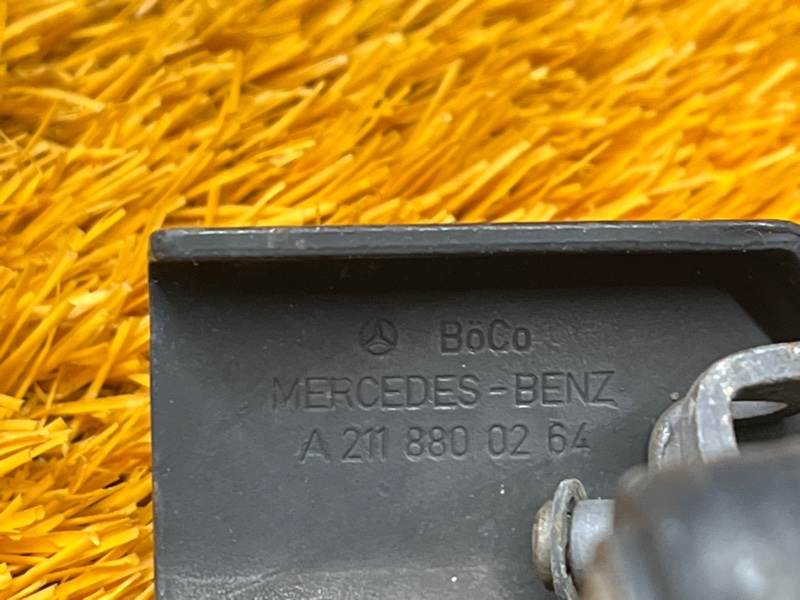 BöCo
MERCEDES-BENZ
A 211 880 02 64